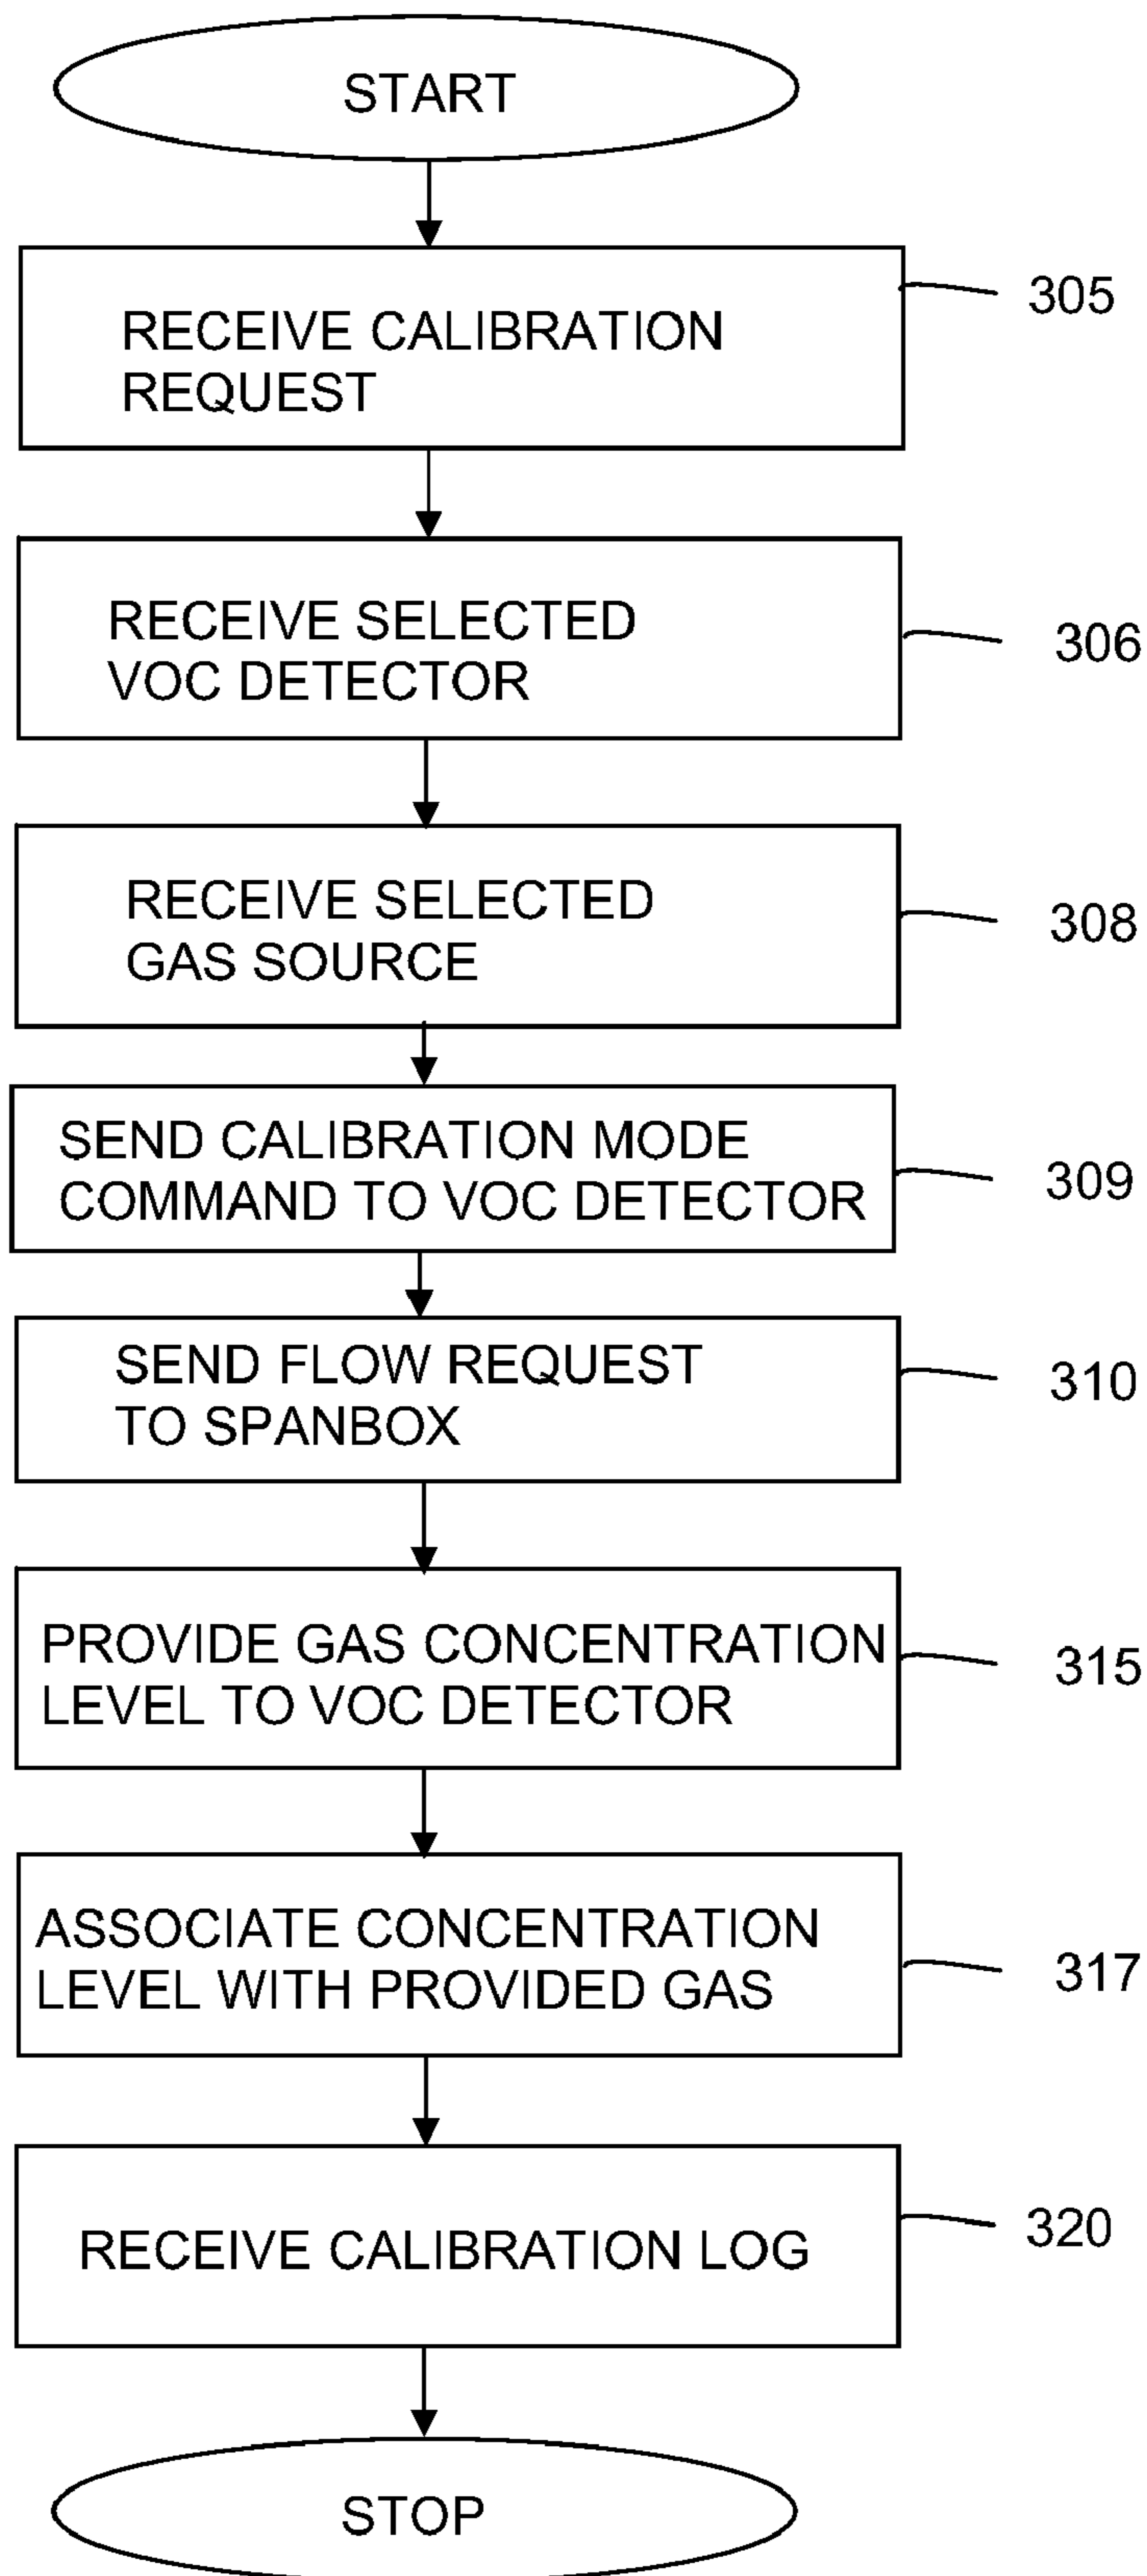 START
RECEIVE CALIBRATION
REQUEST
305
RECEIVE SELECTED
VOC DETECTOR
306
RECEIVE SELECTED
GAS SOURCE
308
SEND CALIBRATION MODE
COMMAND TO VOC DETECTOR
309
SEND FLOW REQUEST
TO SPANBOX
310
PROVIDE GAS CONCENTRATION
LEVEL TO VOC DETECTOR
315
ASSOCIATE CONCENTRATION
LEVEL WITH PROVIDED GAS
317
RECEIVE CALIBRATION LOG
320
STOP